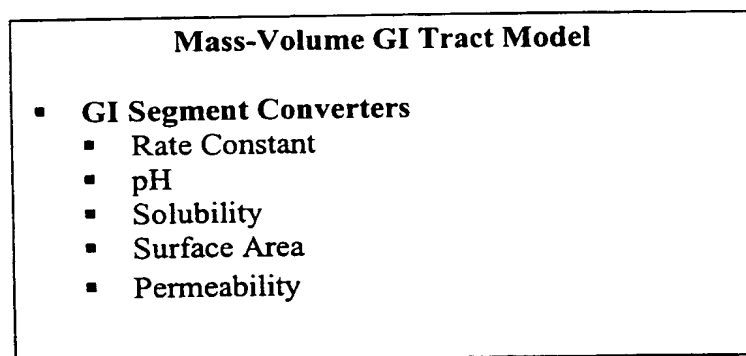 Mass-Volume GI Tract Model
▪ GI Segment Converters
▪ Rate Constant
▪ pH
▪ Solubility
▪ Surface Area
▪ Permeability